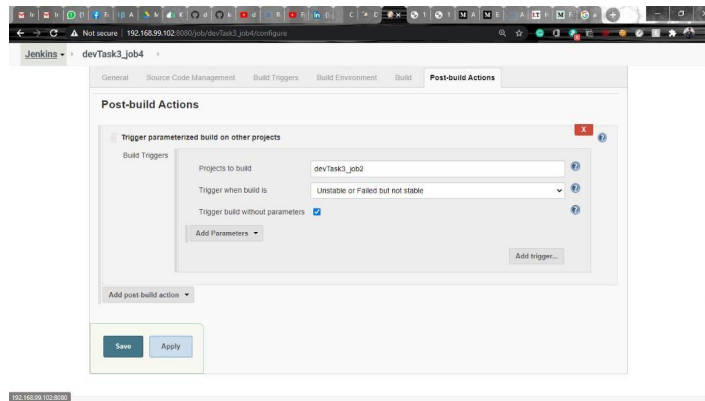 Not secure 192.168.99.102:8080/job/devTask3_job4/configure
Jenkins devTask3_job4
General Source Code Management Build Triggers Build Environment Build Post-build Actions
Post-build Actions
Trigger parameterized build on other projects
X
Build Triggers
Projects to build devTask3_job2
Trigger when build is Unstable or Failed but not stable
Trigger build without parameters
Add Parameters
Add trigger...
Add post-build action
Save Apply
192.168.99.102:8080